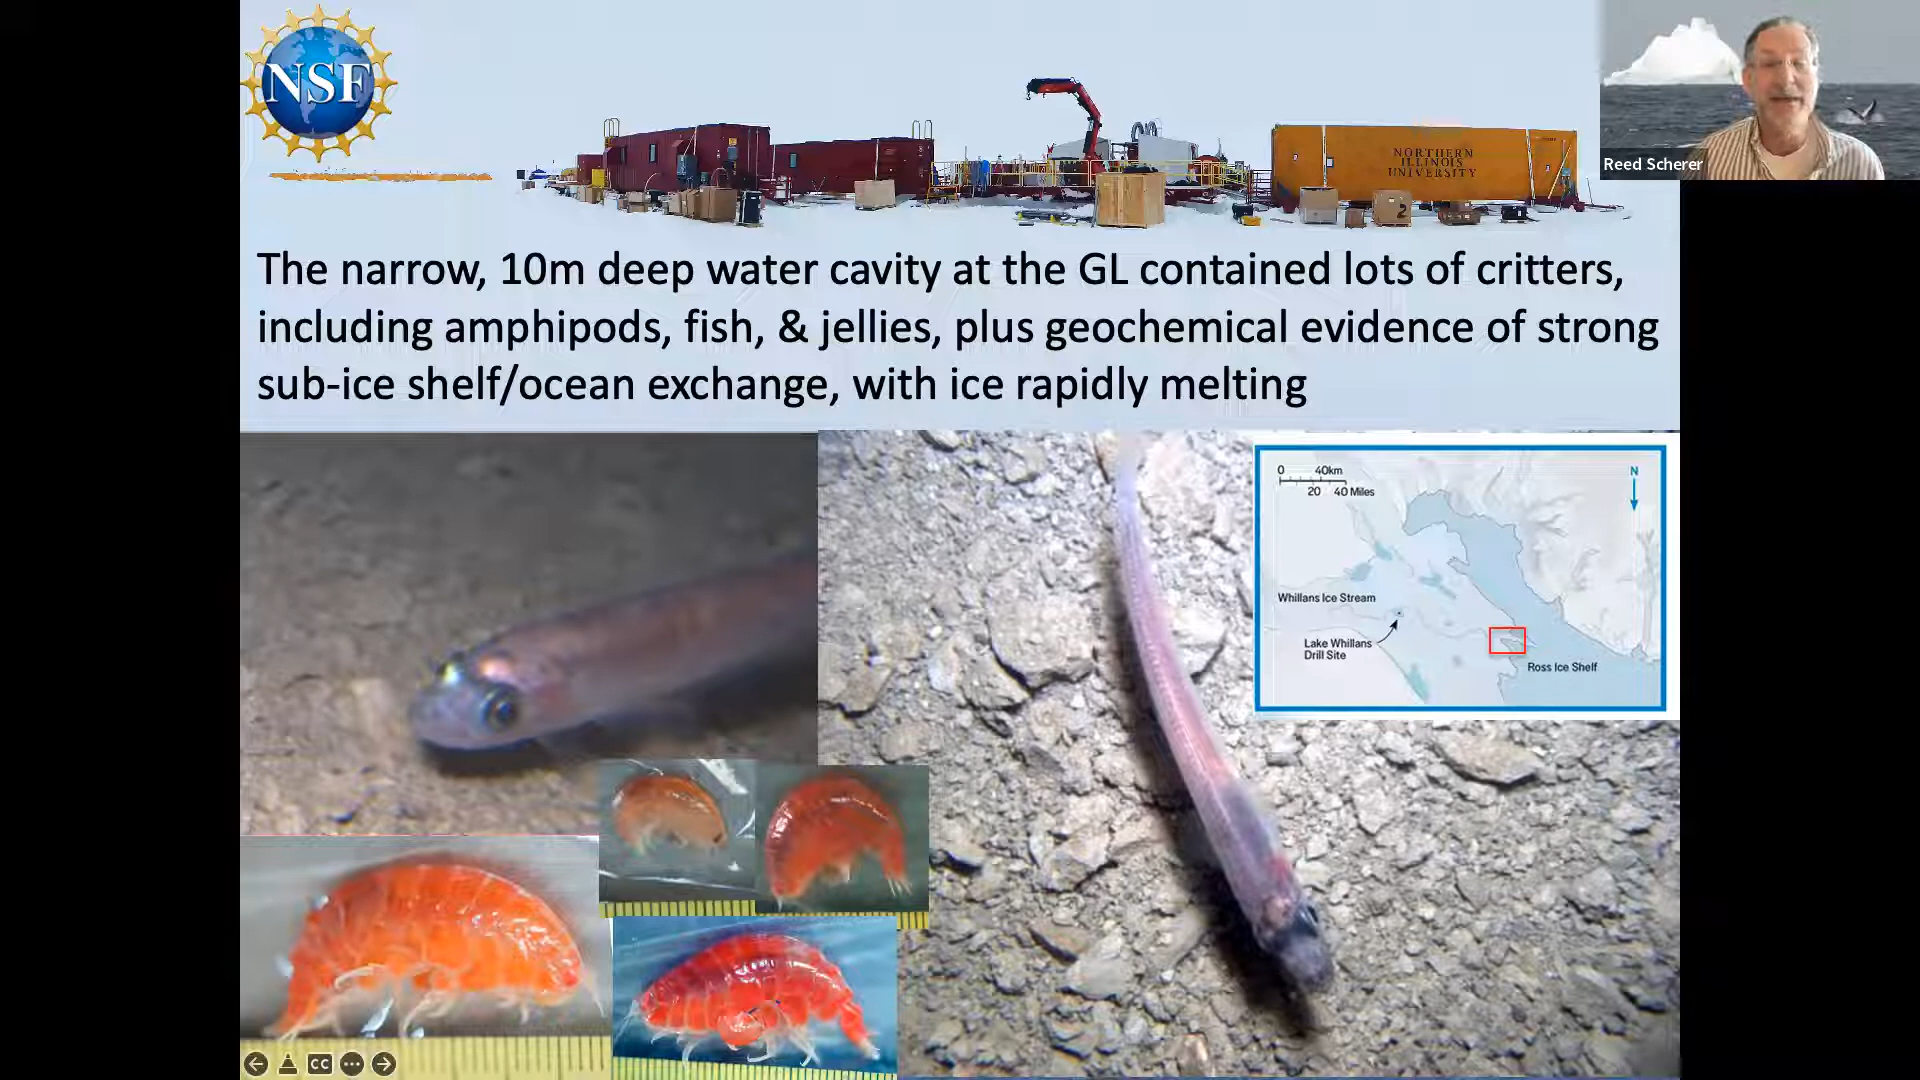 NSF
NORTHERN
ILLINOIS
UNIVERSITY
2
Reed Scherer
The narrow, 10m deep water cavity at the GL contained lots of critters,
including amphipods, fish, & jellies, plus geochemical evidence of strong
sub-ice shelf/ocean exchange, with ice rapidly melting
0 40km
20 40 Miles
N
Whillans Ice Stream
Lake Whillans
Drill Site
Ross Ice Shelf
CC